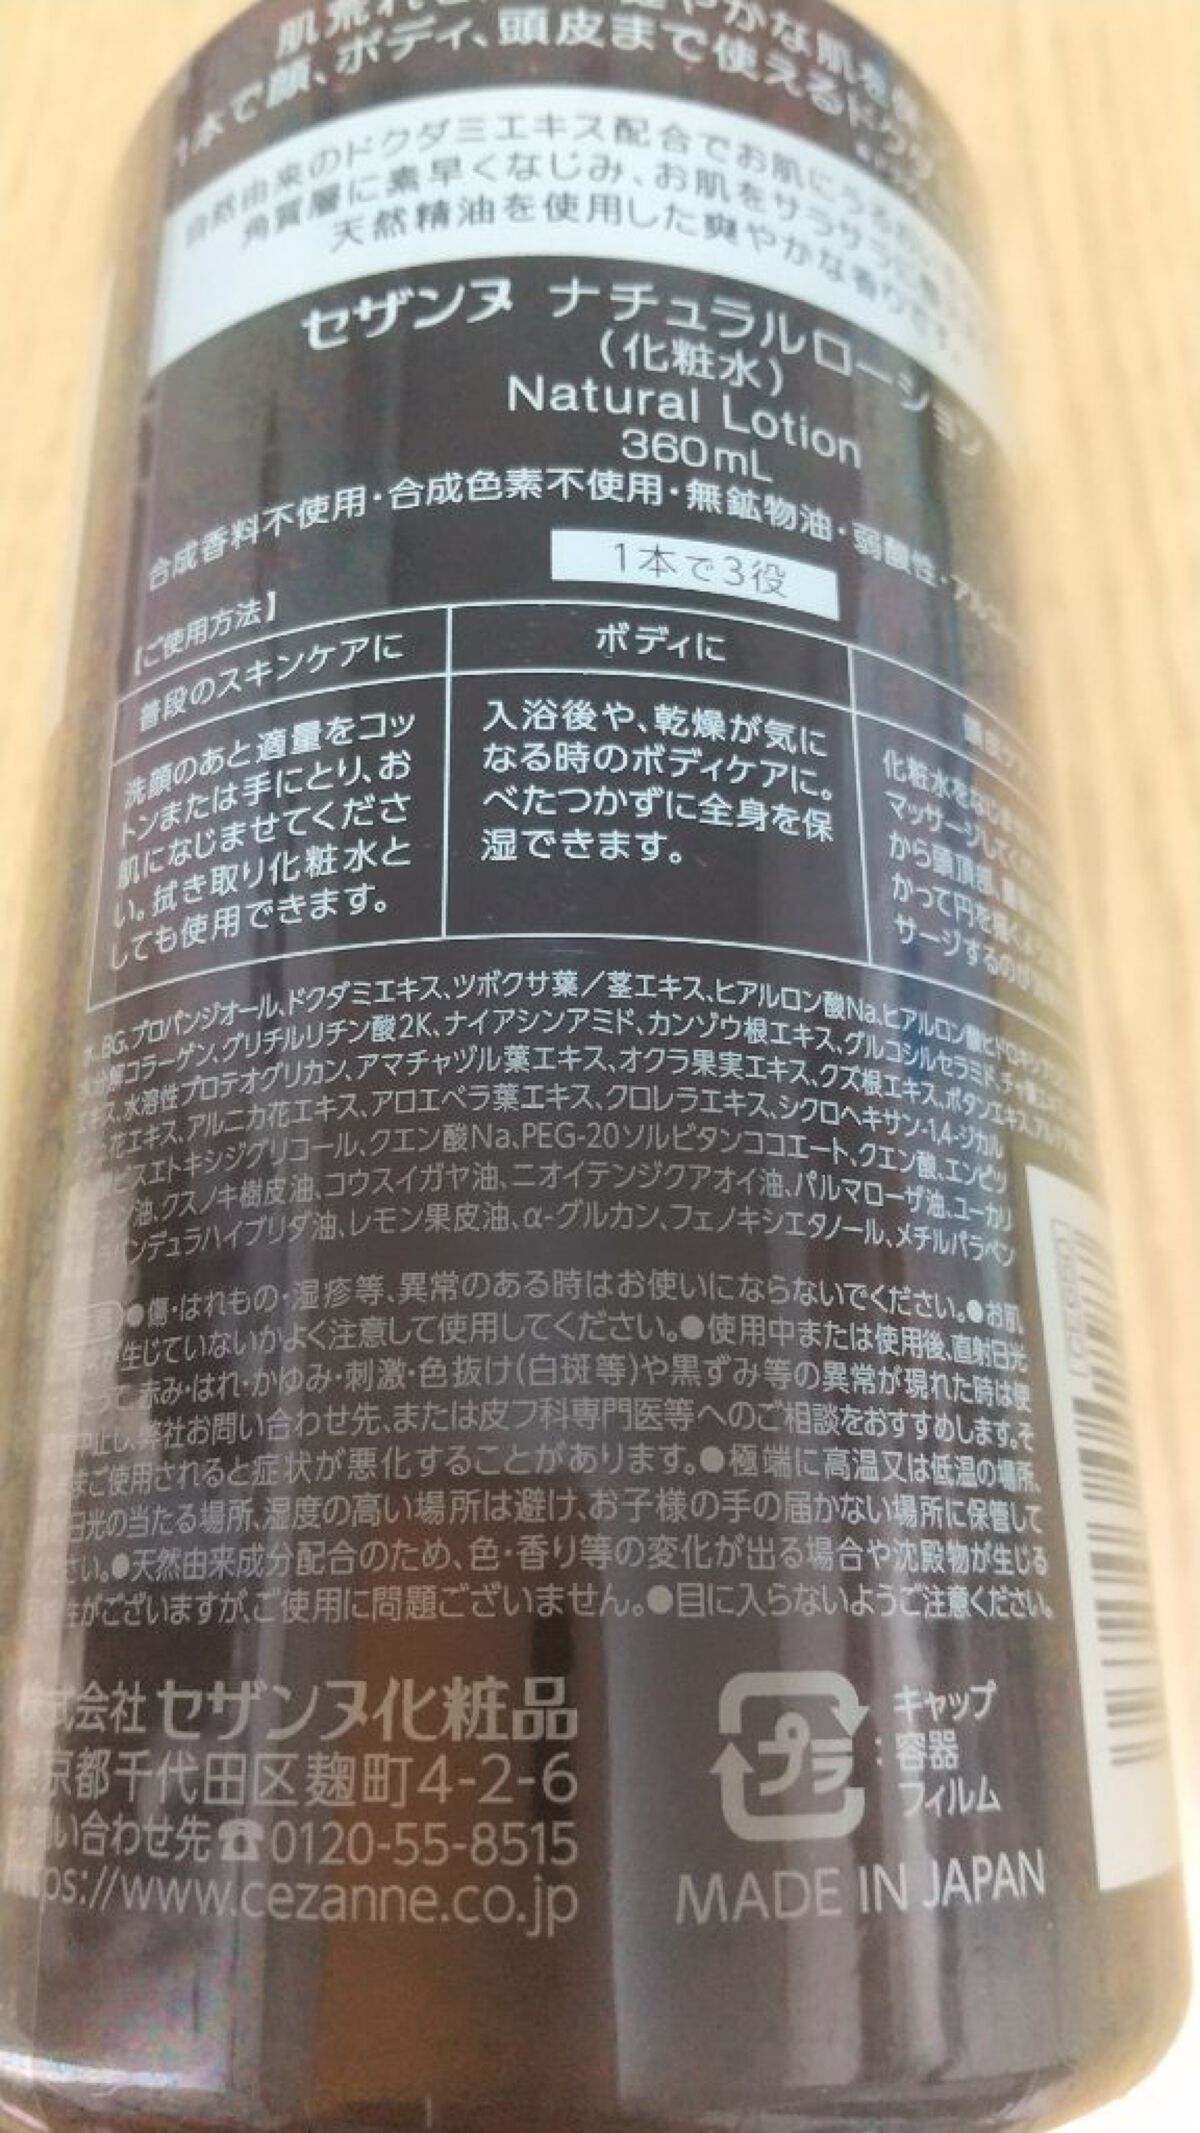 1本で顔、ボディ、頭皮まで使える
自然由来のドクダミエキス配合でお肌に
角質層に素早くなじみ、お肌をサラサラに
天然精油を使用した爽やかな香りです。
セザンヌ ナチュラルローション
(化粧水)
Natural Lotion
360mL
合成香料不使用・合成色素不使用・無鉱物油・弱酸性・
1本で3役
【ご使用方法】
普段のスキンケアに
洗顔のあと適量をコッ
トンまたは手にとり、お
肌になじませてくださ
い。拭き取り化粧水と
しても使用できます。
ボディに
入浴後や、乾燥が気に
なる時のボディケアに。
べたつかずに全身を保
湿できます。
化粧水を
マッサージして
から頭頂部、
かって円を描くように
サージするのが
水、BG、プロパンジオール、ドクダミエキス、ツボクサ葉/茎エキス、ヒアルロン酸Na、
水分解コラーゲン、グリチルリチン酸2K、ナイアシンアミド、カンゾウ根エキス、グルコシルセラミド、
エキス、水溶性プロテオグリカン、アマチャヅル葉エキス、オクラ果実エキス、クズ根エキス、ボタンエキス、
花エキス、アルニカ花エキス、アロエベラ葉エキス、クロレラエキス、シクロヘキサン-1,4-ジカル
ビスエトキシジグリコール、クエン酸Na、PEG-20ソルビタンココエート、クエン酸、エンピツ
油、クスノキ樹皮油、コウスイガヤ油、ニオイテンジクアオイ油、パルマローザ油、ユーカリ
ラベンデュラハイブリダ油、レモン果皮油、α-グルカン、フェノキシエタノール、メチルパラベン
●傷・はれもの・湿疹等、異常のある時はお使いにならないでください。●お肌
が生じていないかよく注意して使用してください。●使用中または使用後、直射日光
赤み・はれ・かゆみ・刺激・色抜け(白斑等)や黒ずみ等の異常が現れた時は使
中止し、弊社お問い合わせ先、または皮フ科専門医等へのご相談をおすすめします。そ
まご使用されると症状が悪化することがあります。●極端に高温又は低温の場所、
日光の当たる場所、湿度の高い場所は避け、お子様の手の届かない場所に保管して
ください。●天然由来成分配合のため、色・香り等の変化が出る場合や沈殿物が生じる
性がございますが、ご使用に問題ございません。●目に入らないようご注意ください。
株式会社 セザンヌ化粧品
東京都千代田区麹町4-2-6
お問い合わせ先☎0120-55-8515
https://www.cezanne.co.jp
プラ
:キャップ
容器
フィルム
MADE IN JAPAN